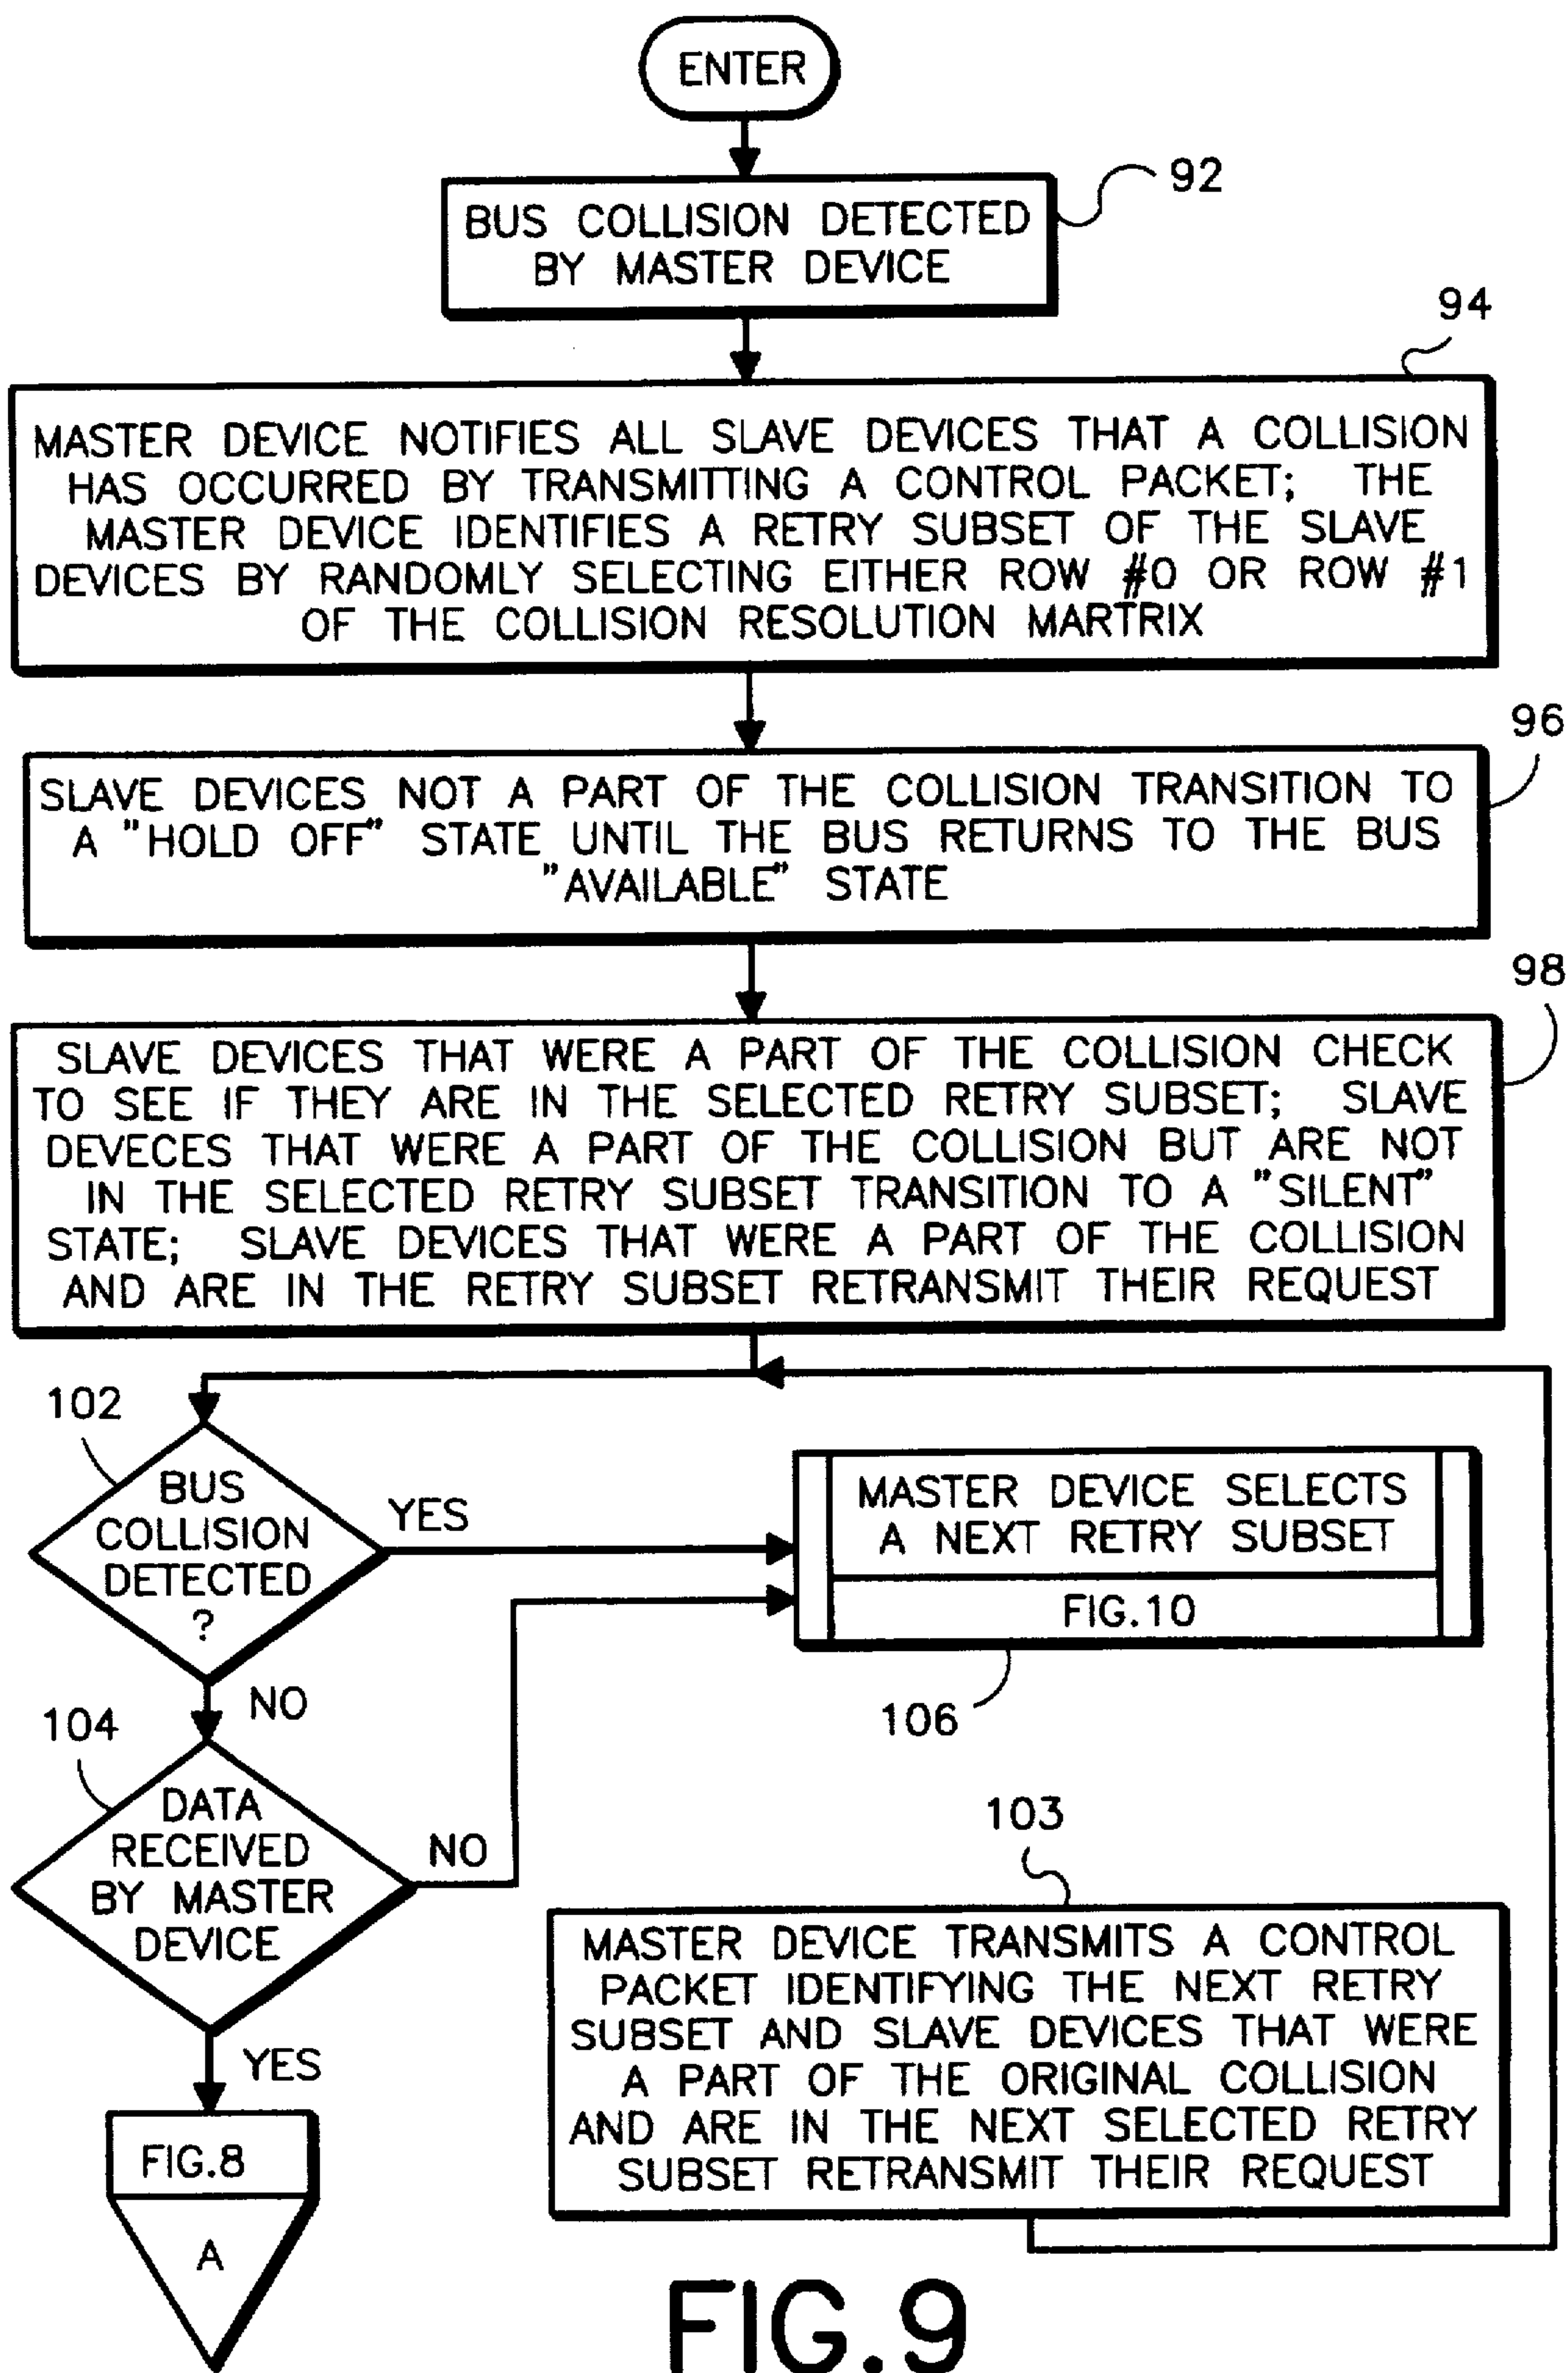 ENTER
92
BUS COLLISION DETECTED
BY MASTER DEVICE
94
MASTER DEVICE NOTIFIES ALL SLAVE DEVICES THAT A COLLISION
HAS OCCURRED BY TRANSMITTING A CONTROL PACKET; THE
MASTER DEVICE IDENTIFIES A RETRY SUBSET OF THE SLAVE
DEVICES BY RANDOMLY SELECTING EITHER ROW #0 OR ROW #1
OF THE COLLISION RESOLUTION MARTRIX
96
SLAVE DEVICES NOT A PART OF THE COLLISION TRANSITION TO
A "HOLD OFF" STATE UNTIL THE BUS RETURNS TO THE BUS
"AVAILABLE" STATE
98
SLAVE DEVICES THAT WERE A PART OF THE COLLISION CHECK
TO SEE IF THEY ARE IN THE SELECTED RETRY SUBSET; SLAVE
DEVECES THAT WERE A PART OF THE COLLISION BUT ARE NOT
IN THE SELECTED RETRY SUBSET TRANSITION TO A "SILENT"
STATE; SLAVE DEVICES THAT WERE A PART OF THE COLLISION
AND ARE IN THE RETRY SUBSET RETRANSMIT THEIR REQUEST
102
BUS
COLLISION
DETECTED
?
YES
NO
MASTER DEVICE SELECTS
A NEXT RETRY SUBSET
FIG.10
106
104
DATA
RECEIVED
BY MASTER
DEVICE
NO
YES
103
MASTER DEVICE TRANSMITS A CONTROL
PACKET IDENTIFYING THE NEXT RETRY
SUBSET AND SLAVE DEVICES THAT WERE
A PART OF THE ORIGINAL COLLISION
AND ARE IN THE NEXT SELECTED RETRY
SUBSET RETRANSMIT THEIR REQUEST
FIG.8
A
FIG.9